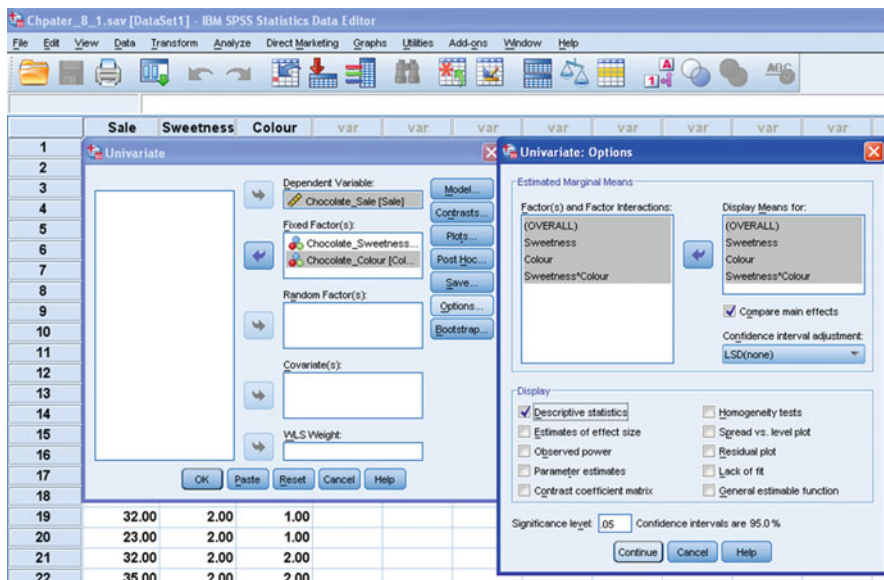 Chpater_8_1.sav [DataSet1] - IBM SPSS Statistics Data Editor
File Edit View Data Transform Analyze Direct Marketing Graphs Utilities Add-ons Window Help
Sale Sweetness Colour var var var var var var var var
1
2
3
4
5
6
7
8
9
10
11
12
13
14
15
16
17
18
19 32.00 2.00 1.00
20 23.00 2.00 1.00
21 32.00 2.00 2.00
22 35.00 2.00 2.00
Univariate
Dependent Variable:
Chocolate_Sale [Sale]
Fixed Factor(s):
Chocolate_Sweetness...
Chocolate_Colour [Col...
Random Factor(s):
Covariate(s):
WLS Weight:
Model...
Contrasts...
Plots...
Post Hoc...
Save...
Options...
Bootstrap...
OK Paste Reset Cancel Help
Univariate: Options
Estimated Marginal Means
Factor(s) and Factor Interactions:
(OVERALL)
Sweetness
Colour
Sweetness*Colour
Display Means for:
(OVERALL)
Sweetness
Colour
Sweetness*Colour
Compare main effects
Confidence interval adjustment:
LSD(none)
Display
Descriptive statistics
Estimates of effect size
Observed power
Parameter estimates
Contrast coefficient matrix
Homogeneity tests
Spread vs. level plot
Residual plot
Lack of fit
General estimable function
Significance level: .05 Confidence intervals are 95.0 %
Continue Cancel Help